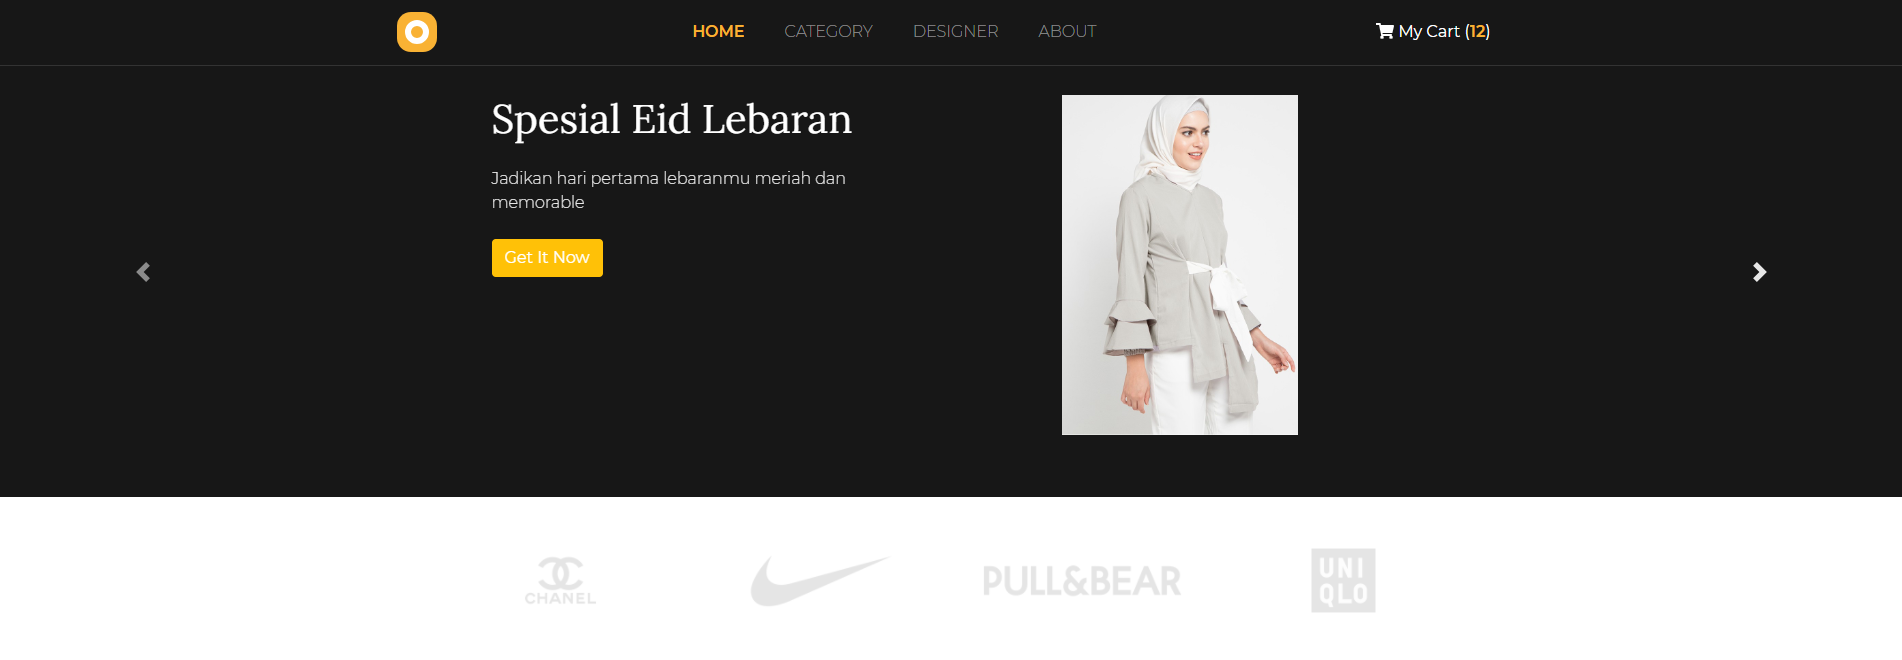 HOME CATEGORY DESIGNER ABOUT My Cart (12)
Spesial Eid Lebaran
Jadikan hari pertama lebaranmu meriah dan
memorable
Get It Now
CHANEL PULL&BEAR UNI
QLO